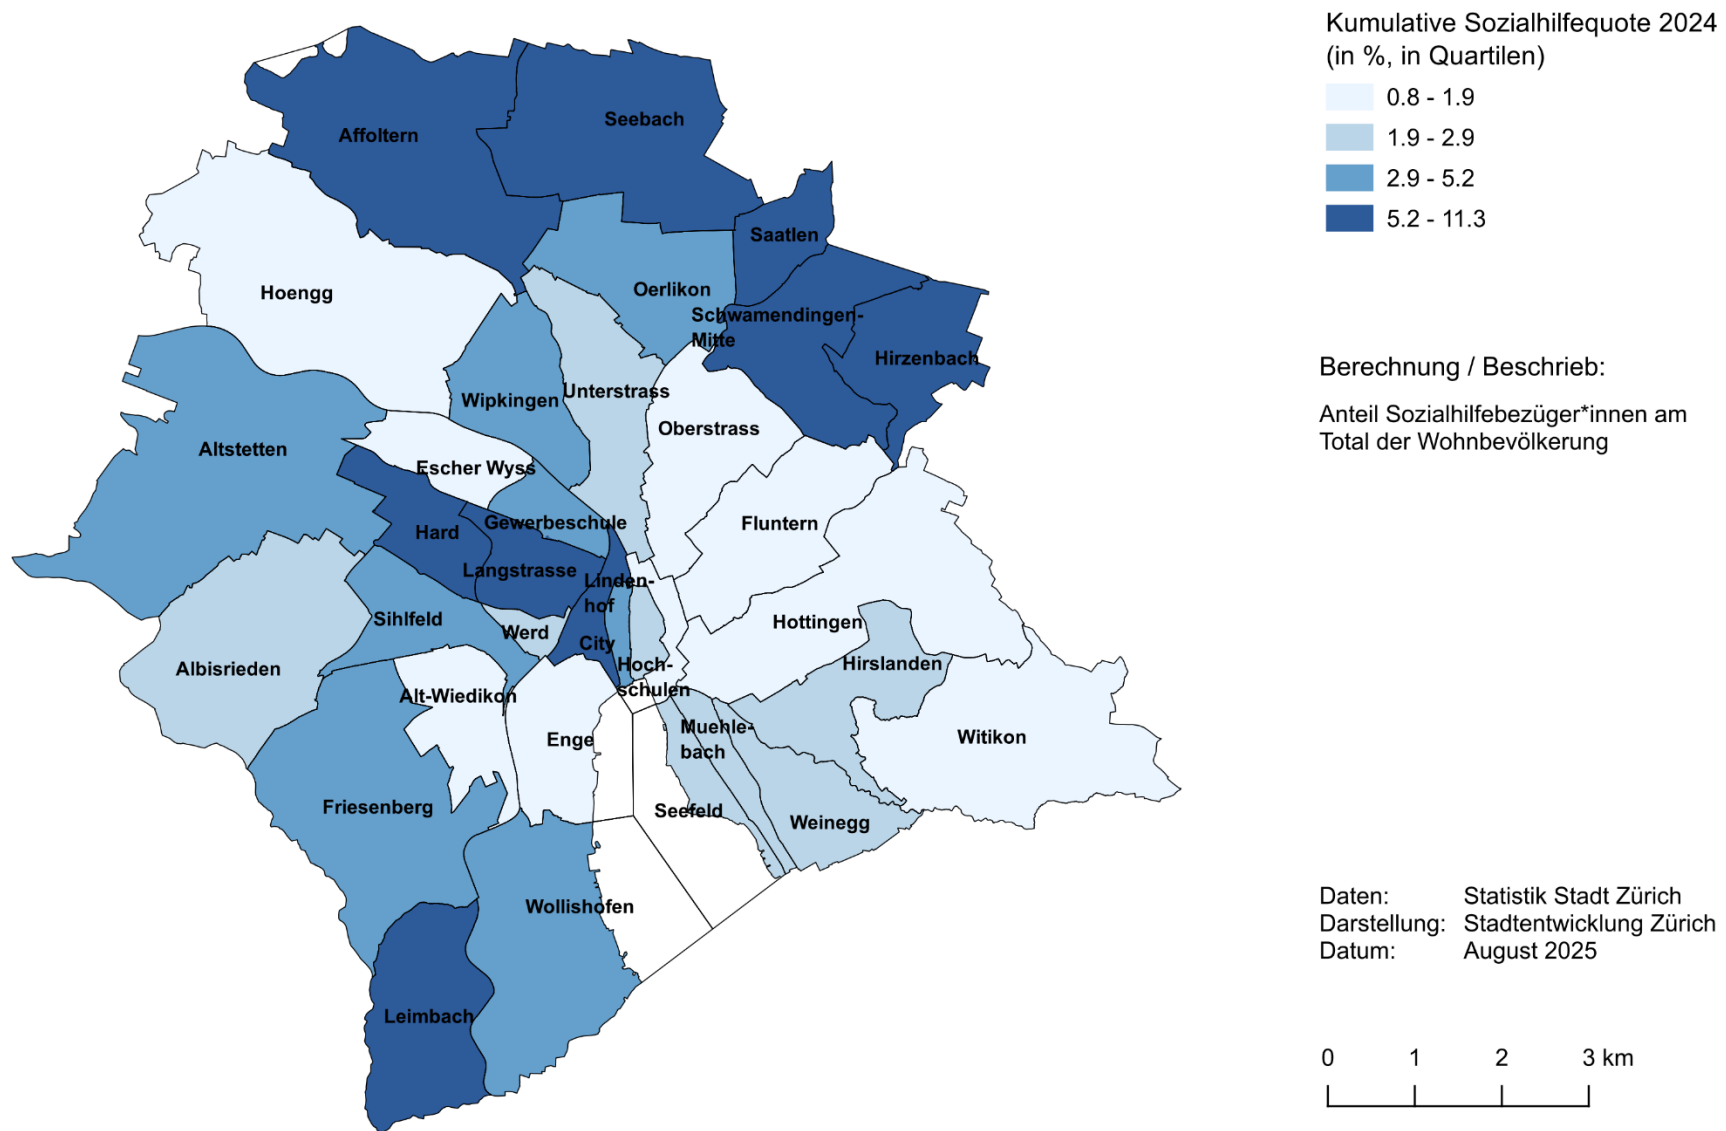 Kumulative Sozialhilfequote 2024
(in %, in Quartilen)
0.8 - 1.9
1.9 - 2.9
2.9 - 5.2
5.2 - 11.3
Affoltern
Seebach
Saatlen
Hoengg
Oerlikon
Schwamendingen-
Mitte
Hirzenbach
Wipkingen
Unterstrass
Oberstrass
Altstetten
Escher Wyss
Gewerbeschule
Fluntern
Hard
Langstrasse
Linden-
hof
Sihlfeld
Werd
City
Hottingen
Albisrieden
Hirslanden
Hoch-
schulen
Alt-Wiedikon
Enge
Muehle-
bach
Witikon
Friesenberg
Seefeld
Weinegg
Wollishofen
Leimbach
Berechnung / Beschrieb:
Anteil Sozialhilfebezüger*innen am
Total der Wohnbevölkerung
Daten: Statistik Stadt Zürich
Darstellung: Stadtentwicklung Zürich
Datum: August 2025
0 1 2 3 km